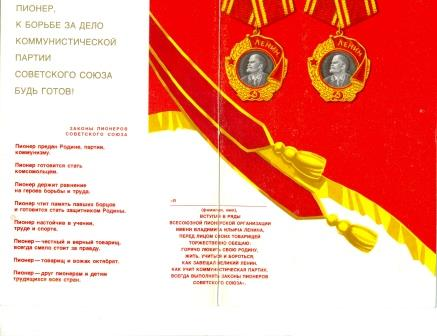 ПИОНЕР,
К БОРЬБЕ ЗА ДЕЛО
КОММУНИСТИЧЕСКОЙ
ПАРТИИ
СОВЕТСКОГО СОЮЗА
БУДЬ ГОТОВ!
ЗАКОНЫ ПИОНЕРОВ
СОВЕТСКОГО СОЮЗА
Пионер предан Родине, партии,
коммунизму.
Пионер готовится стать
комсомольцем.
Пионер держит равнение
на героев борьбы и труда.
Пионер чтит память павших борцов
и готовится стать защитником Родины.
Пионер настойчив в учении,
труде и спорте.
Пионер — честный и верный товарищ,
всегда смело стоит за правду.
Пионер — товарищ и вожак октябрят.
Пионер — друг пионерам и детям
трудящихся всех стран.
ЛЕНИН
ЛЕНИН
«Я
(фамилия, имя),
ВСТУПАЯ В РЯДЫ
ВСЕСОЮЗНОЙ ПИОНЕРСКОЙ ОРГАНИЗАЦИИ
ИМЕНИ ВЛАДИМИРА ИЛЬИЧА ЛЕНИНА,
ПЕРЕД ЛИЦОМ СВОИХ ТОВАРИЩЕЙ
ТОРЖЕСТВЕННО ОБЕЩАЮ:
ГОРЯЧО ЛЮБИТЬ СВОЮ РОДИНУ,
ЖИТЬ, УЧИТЬСЯ И БОРОТЬСЯ,
КАК ЗАВЕЩАЛ ВЕЛИКИЙ ЛЕНИН,
КАК УЧИТ КОММУНИСТИЧЕСКАЯ ПАРТИЯ,
ВСЕГДА ВЫПОЛНЯТЬ ЗАКОНЫ ПИОНЕРОВ
СОВЕТСКОГО СОЮЗА».